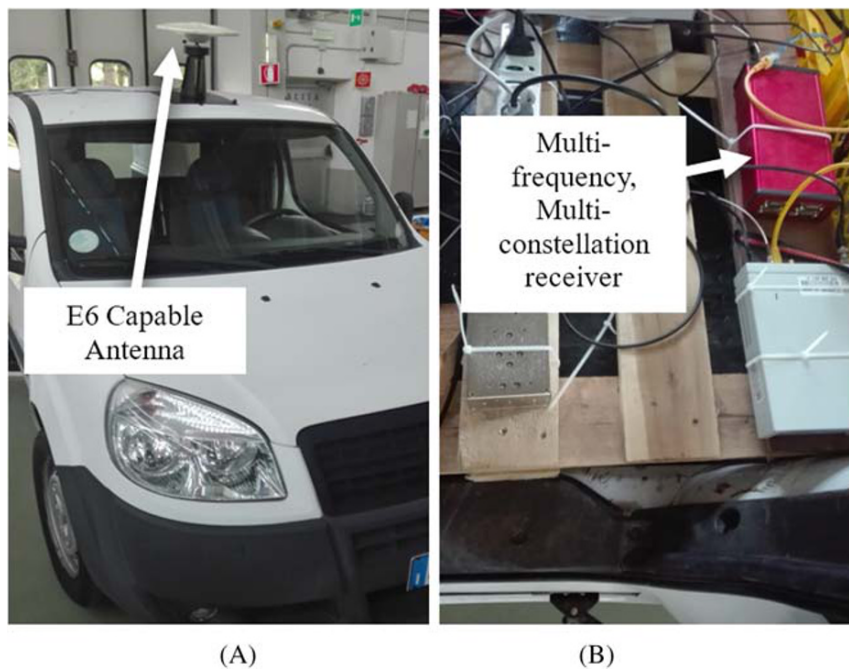 E6 Capable
Antenna
Multi-
frequency,
Multi-
constellation
receiver
(A)
(B)